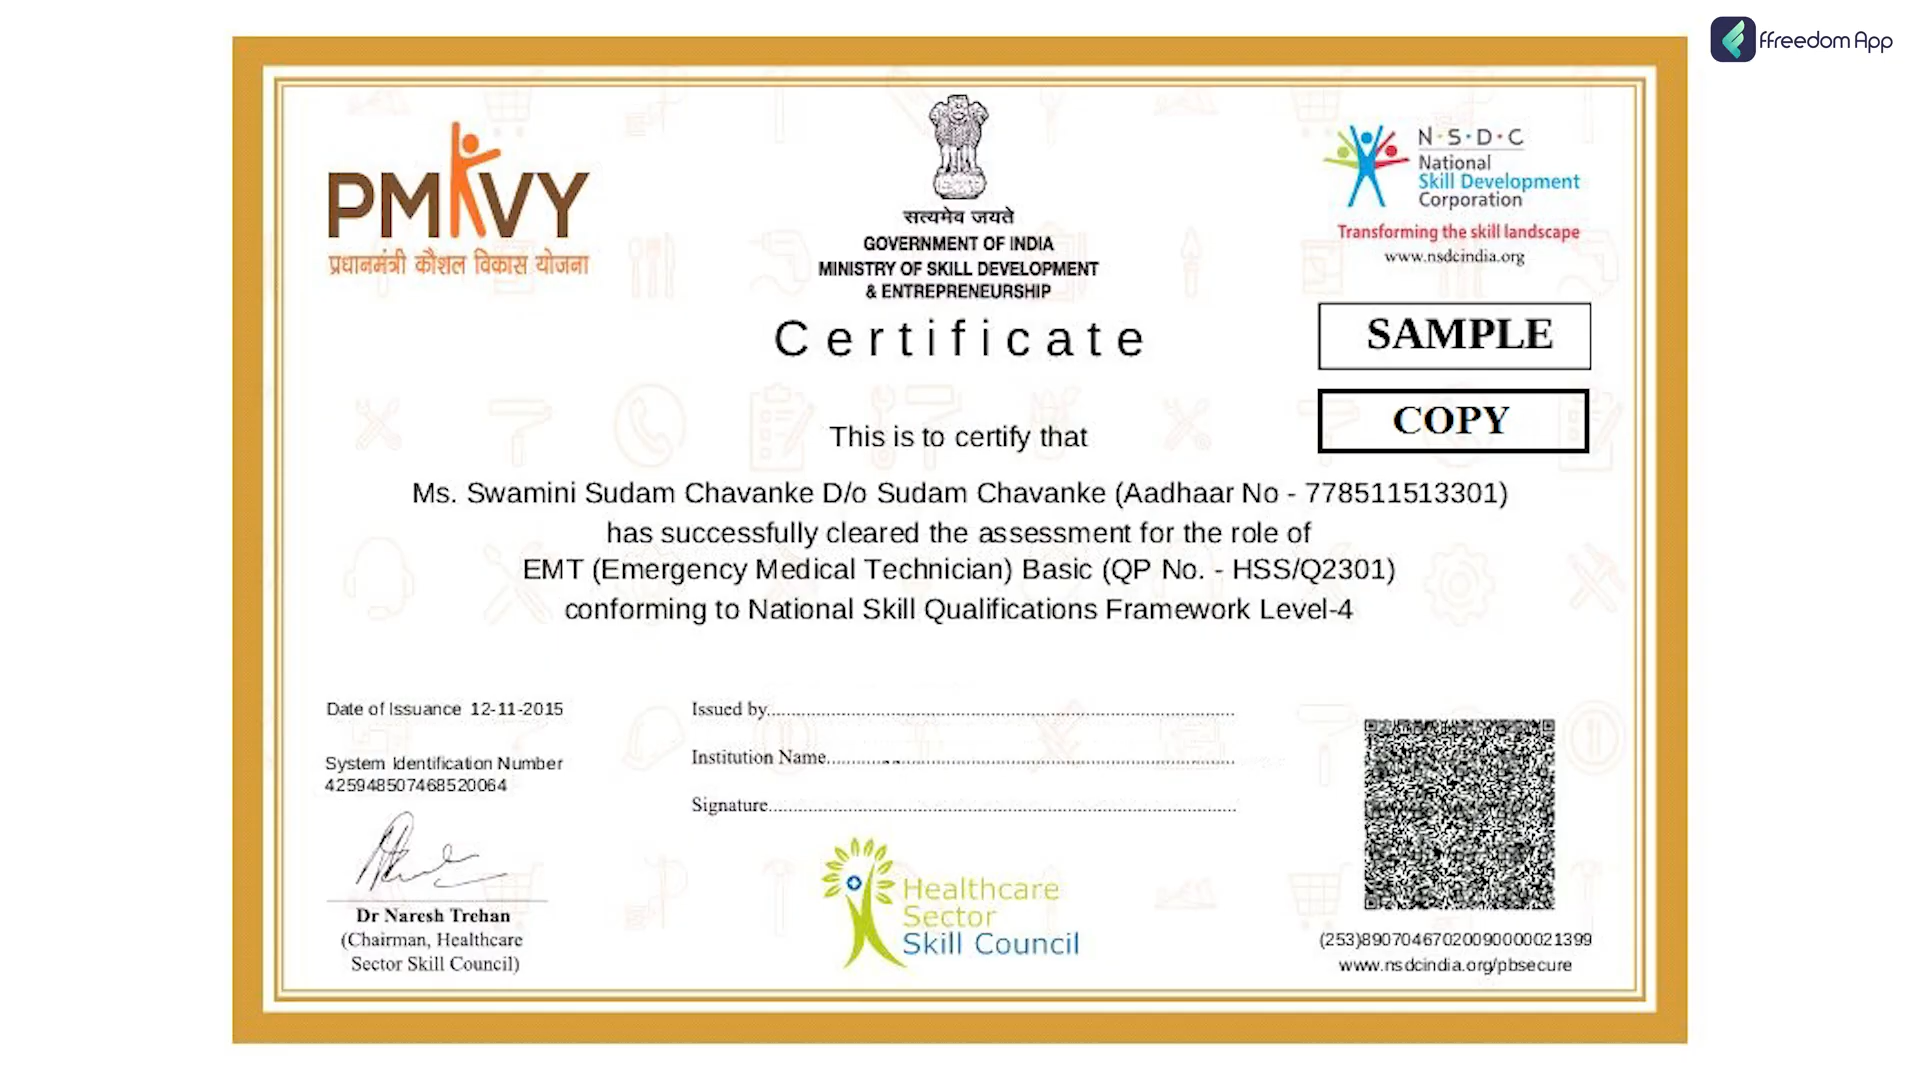 ffreedom App
PMKVY
प्रधानमंत्री कौशल विकास योजना
सत्यमेव जयते
GOVERNMENT OF INDIA
MINISTRY OF SKILL DEVELOPMENT
& ENTREPRENEURSHIP
N·S·D·C
National
Skill Development
Corporation
Transforming the skill landscape
www.nsdcindia.org
Certificate
SAMPLE
COPY
This is to certify that
Ms. Swamini Sudam Chavanke D/o Sudam Chavanke (Aadhaar No - 778511513301)
has successfully cleared the assessment for the role of
EMT (Emergency Medical Technician) Basic (QP No. - HSS/Q2301)
conforming to National Skill Qualifications Framework Level-4
Date of Issuance 12-11-2015
System Identification Number
425948507468520064
Dr Naresh Trehan
(Chairman, Healthcare
Sector Skill Council)
Issued by
Institution Name
Signature
Healthcare
Sector
Skill Council
(253)8907046702009000002 1399
www.nsdcindia.org/pbsecure